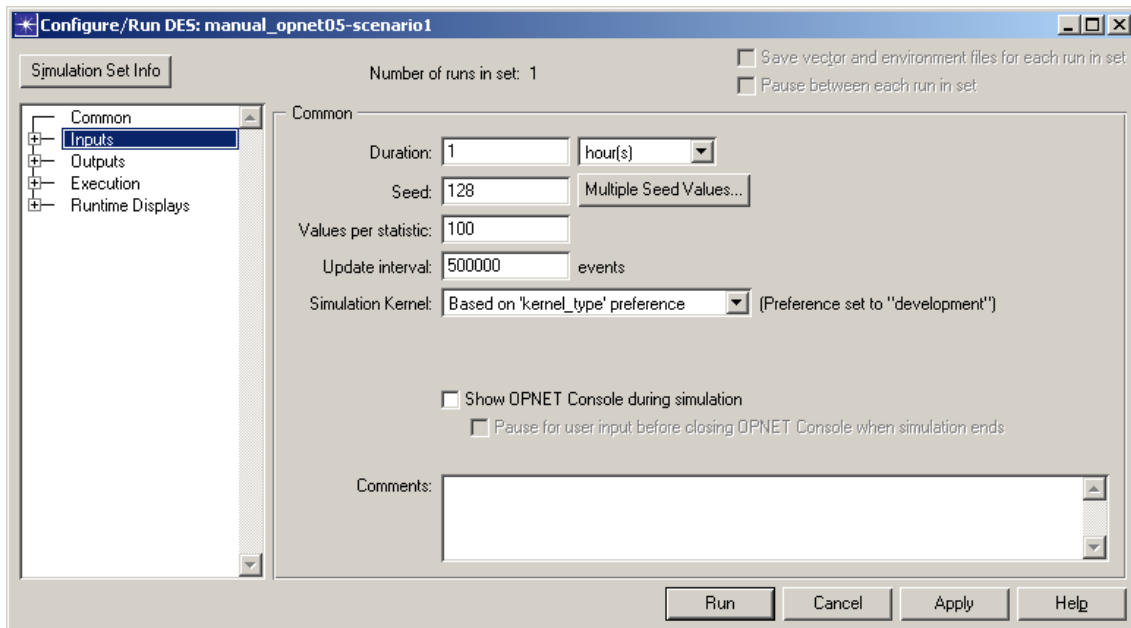 Configure/Run DES: manual_opnet05-scenario1
Simulation Set Info
Number of runs in set: 1
Save vector and environment files for each run in set
Pause between each run in set
Common
Inputs
Outputs
Execution
Runtime Displays
Common
Duration: 1 hour(s)
Seed: 128 Multiple Seed Values...
Values per statistic: 100
Update interval: 500000 events
Simulation Kernel: Based on 'kernel_type' preference (Preference set to "development")
Show OPNET Console during simulation
Pause for user input before closing OPNET Console when simulation ends
Comments:
Run Cancel Apply Help